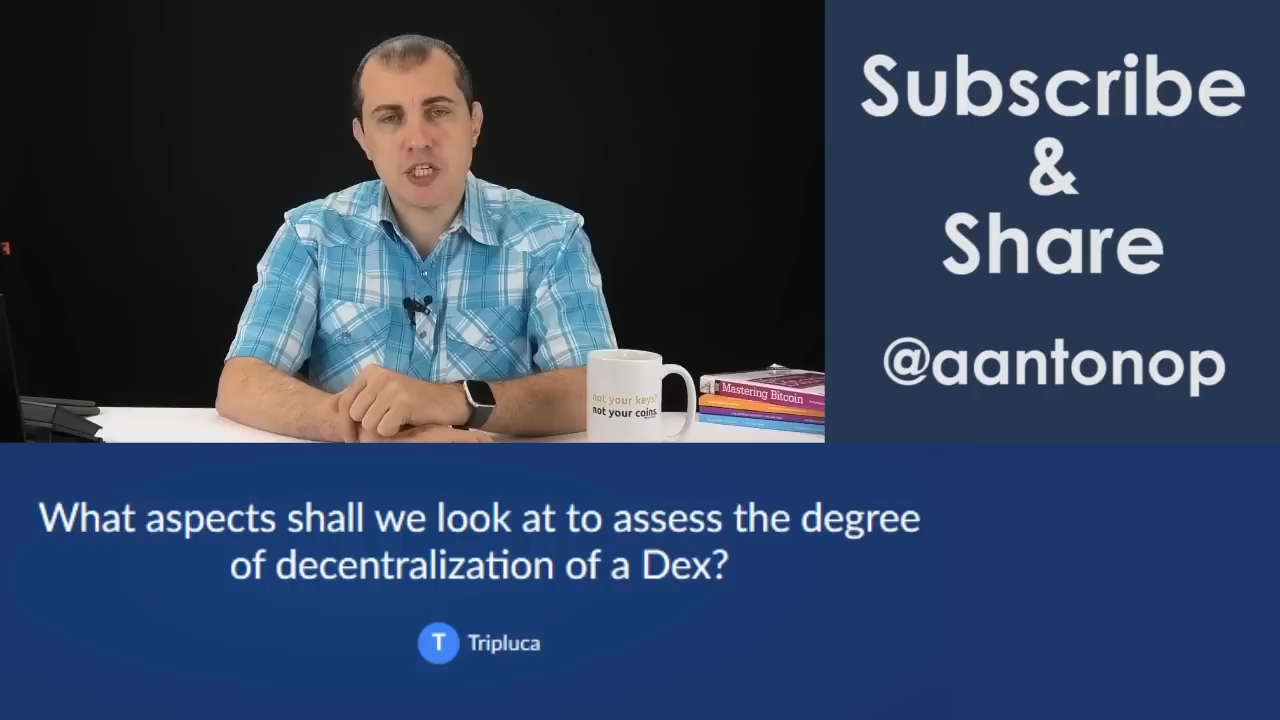 Subscribe
&
Share
@aantonop
not your keys?
not your coins.
Mastering Bitcoin
What aspects shall we look at to assess the degree
of decentralization of a Dex?
T Tripluca